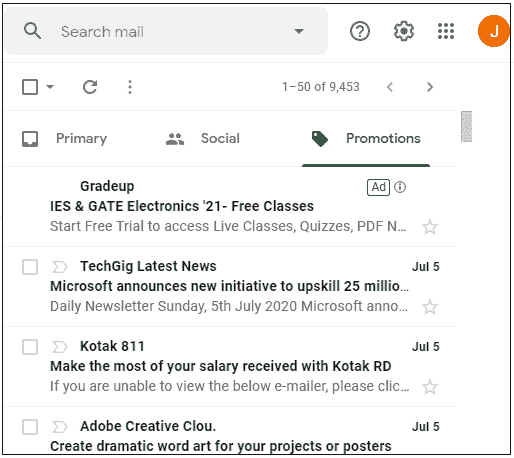 Search mail
J
1–50 of 9,453
Primary
Social
Promotions
Gradeup
Ad
IES & GATE Electronics '21- Free Classes
Start Free Trial to access Live Classes, Quizzes, PDF N...
TechGig Latest News
Jul 5
Microsoft announces new initiative to upskill 25 millio...
Daily Newsletter Sunday, 5th July 2020 Microsoft anno...
Kotak 811
Jul 5
Make the most of your salary received with Kotak RD
If you are unable to view the below e-mailer, please clic...
Adobe Creative Clou.
Jul 5
Create dramatic word art for your projects or posters